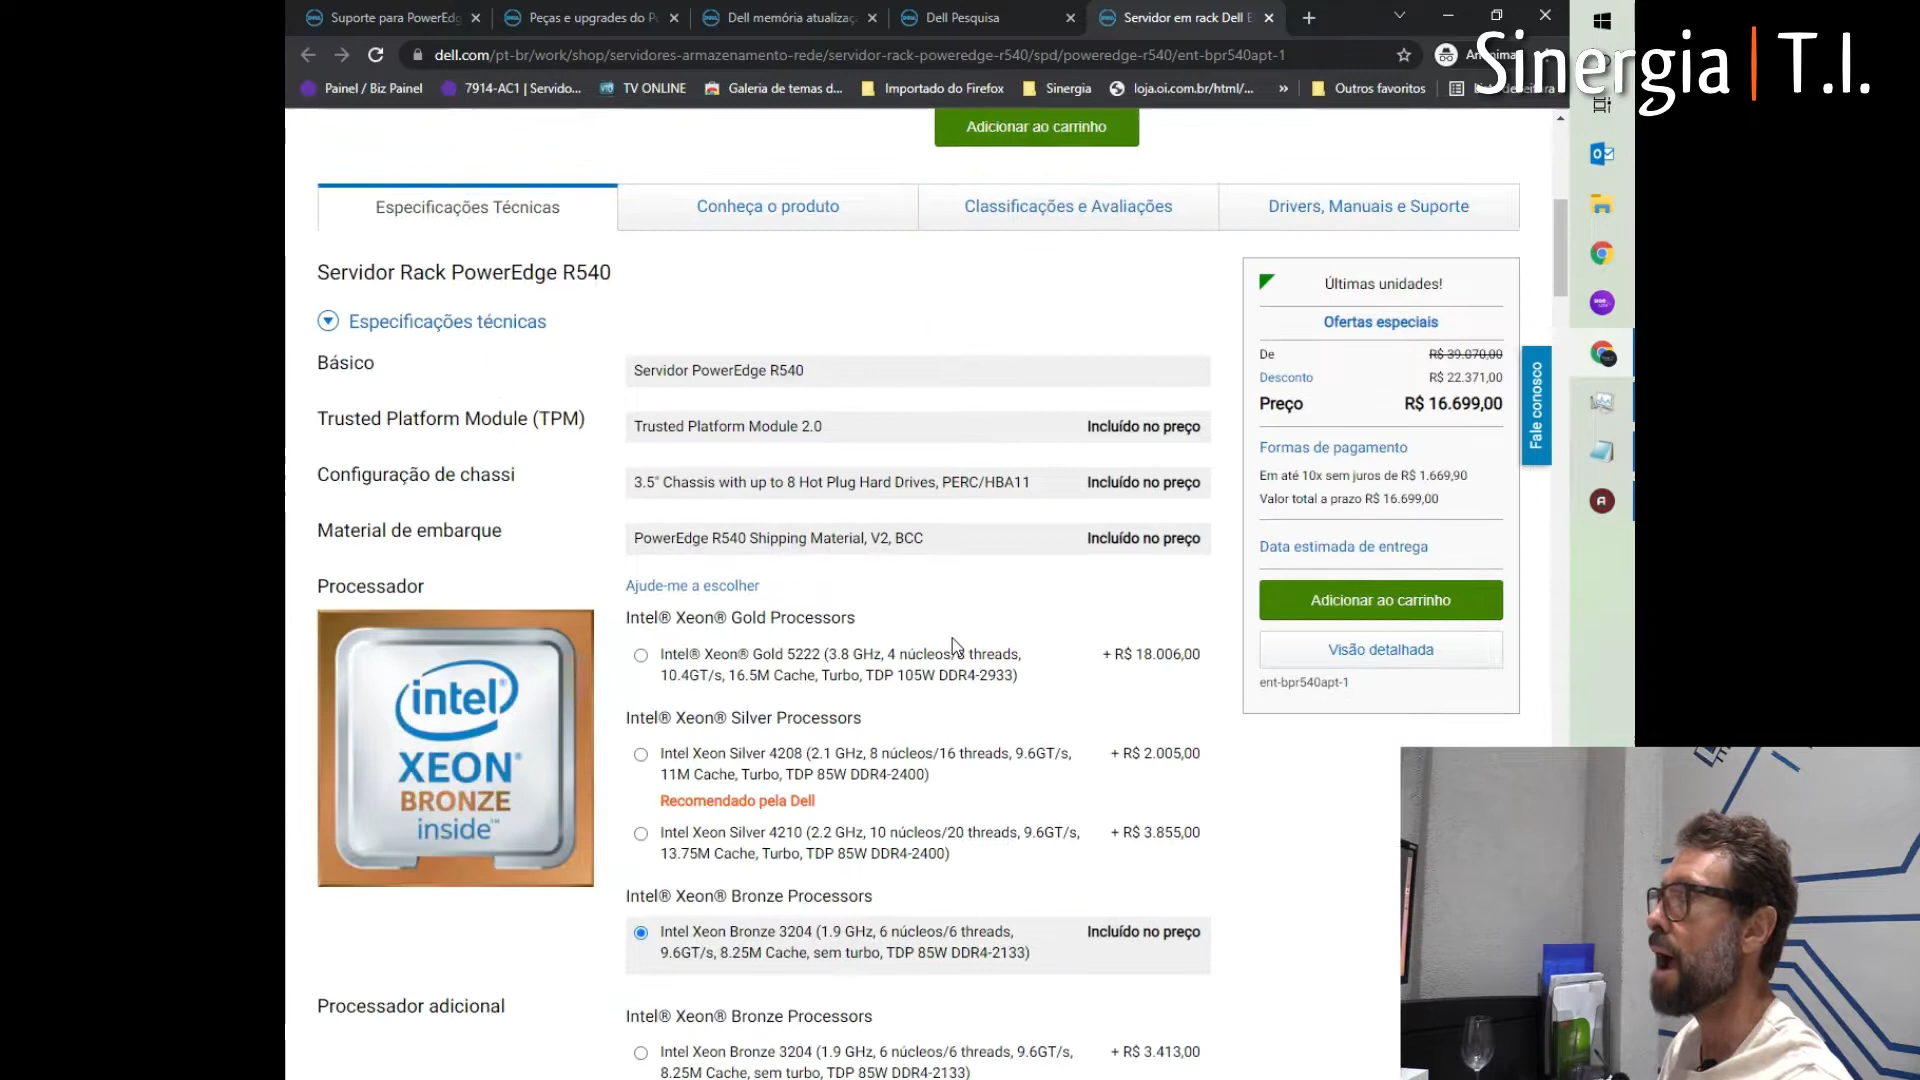 Suporte para PowerEdg
Peças e upgrades do P
Dell memória atualizaç
Dell Pesquisa
Servidor em rack Dell E
dell.com/pt-br/work/shop/servidores-armazenamento-rede/servidor-rack-poweredge-r540/spd/poweredge-r540/ent-bpr540apt-1
Sinergia | T.I.
Painel / Biz Painel
7914-AC1 | Servido...
TV ONLINE
Galeria de temas d...
Importado do Firefox
Sinergia
loja.oi.com.br/html/...
Outros favoritos
Adicionar ao carrinho
Especificações Técnicas
Conheça o produto
Classificações e Avaliações
Drivers, Manuais e Suporte
Servidor Rack PowerEdge R540
Especificações técnicas
Básico
Servidor PowerEdge R540
Trusted Platform Module (TPM)
Trusted Platform Module 2.0
Incluído no preço
Configuração de chassi
3.5" Chassis with up to 8 Hot Plug Hard Drives, PERC/HBA11
Incluído no preço
Material de embarque
PowerEdge R540 Shipping Material, V2, BCC
Incluído no preço
Processador
Ajude-me a escolher
Intel® Xeon® Gold Processors
Intel® Xeon® Gold 5222 (3.8 GHz, 4 núcleos/8 threads,
10.4GT/s, 16.5M Cache, Turbo, TDP 105W DDR4-2933)
+ R$ 18.006,00
Intel® Xeon® Silver Processors
Intel Xeon Silver 4208 (2.1 GHz, 8 núcleos/16 threads, 9.6GT/s,
11M Cache, Turbo, TDP 85W DDR4-2400)
+ R$ 2.005,00
Recomendado pela Dell
Intel Xeon Silver 4210 (2.2 GHz, 10 núcleos/20 threads, 9.6GT/s,
13.75M Cache, Turbo, TDP 85W DDR4-2400)
+ R$ 3.855,00
Intel® Xeon® Bronze Processors
Intel Xeon Bronze 3204 (1.9 GHz, 6 núcleos/6 threads,
9.6GT/s, 8.25M Cache, sem turbo, TDP 85W DDR4-2133)
Incluído no preço
intel®
XEON®
BRONZE
inside™
Processador adicional
Intel® Xeon® Bronze Processors
Intel Xeon Bronze 3204 (1.9 GHz, 6 núcleos/6 threads, 9.6GT/s,
8.25M Cache, sem turbo, TDP 85W DDR4-2133)
+ R$ 3.413,00
Últimas unidades!
Ofertas especiais
De
R$ 39.070,00
Desconto
R$ 22.371,00
Preço
R$ 16.699,00
Formas de pagamento
Em até 10x sem juros de R$ 1.669,90
Valor total a prazo R$ 16.699,00
Data estimada de entrega
Adicionar ao carrinho
Visão detalhada
ent-bpr540apt-1
Fale conosco